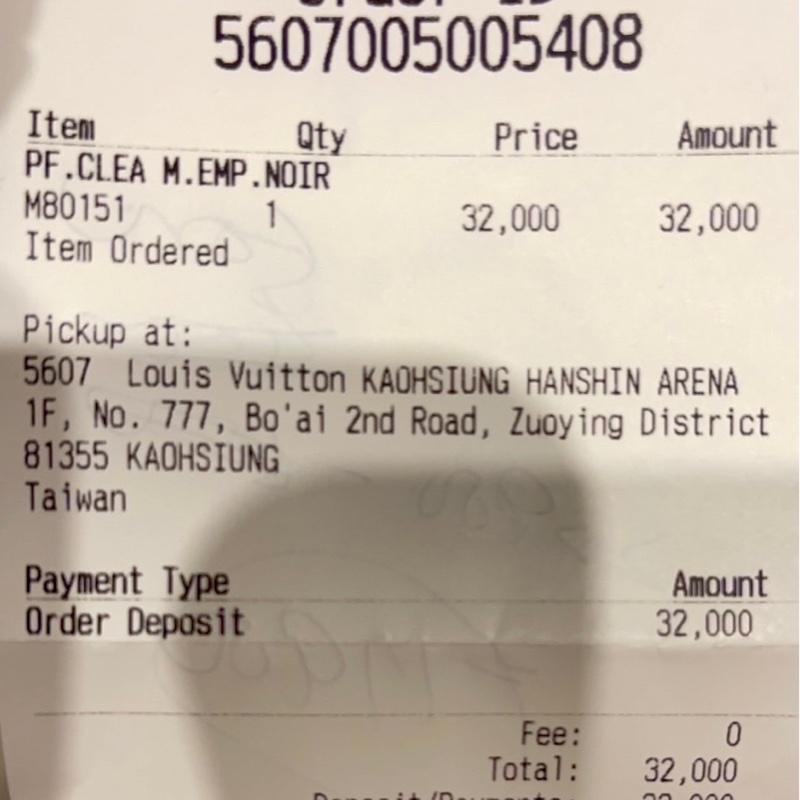 Order ID
5607005005408
Item Qty Price Amount
PF.CLEA M.EMP.NOIR
M80151 1 32,000 32,000
Item Ordered
Pickup at:
5607 Louis Vuitton KAOHSIUNG HANSHIN ARENA
1F, No. 777, Bo'ai 2nd Road, Zuoying District
81355 KAOHSIUNG
Taiwan
Payment Type Amount
Order Deposit 32,000
Fee: 0
Total: 32,000